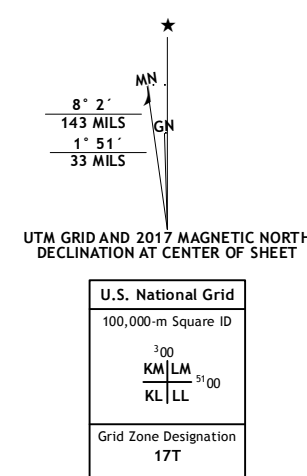 ★
MN
8° 2´
143 MILS
GN
1° 51´
33 MILS
UTM GRID AND 2017 MAGNETIC NORTH
DECLINATION AT CENTER OF SHEET
U.S. National Grid
100,000-m Square ID
³00
KM LM
⁵¹00
KL LL
Grid Zone Designation
17T